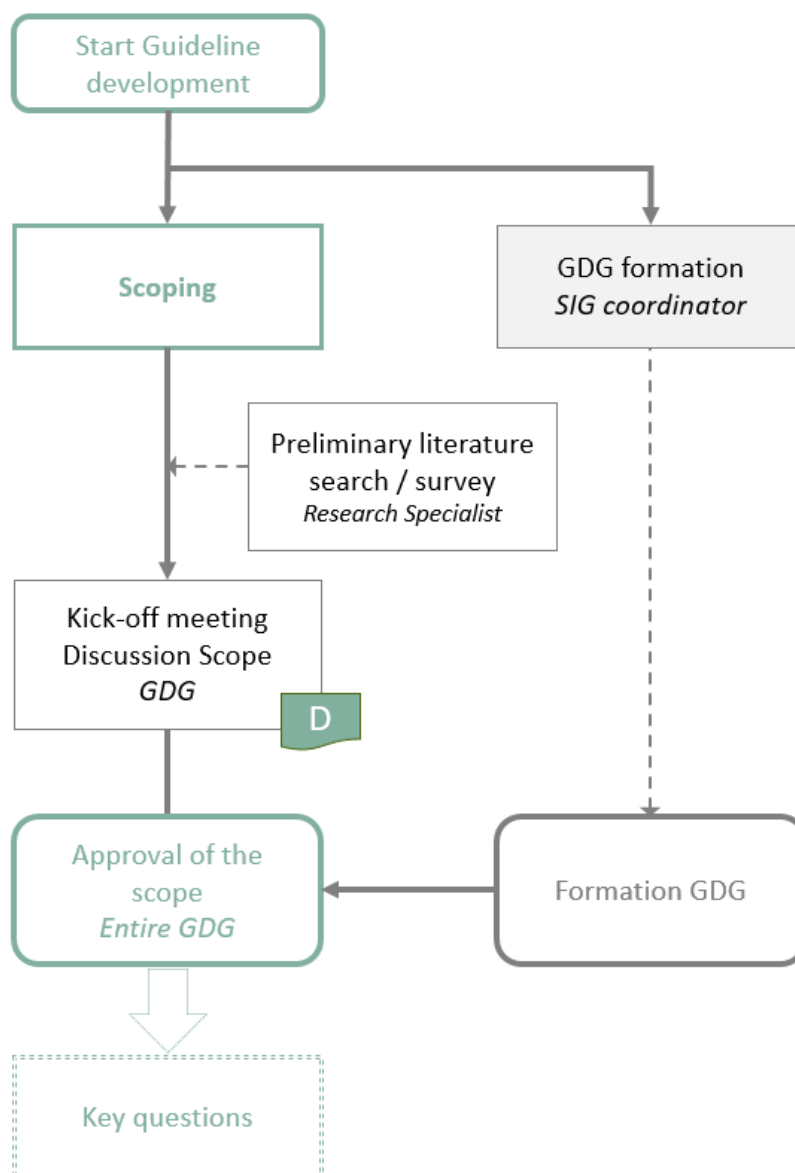 Start Guideline
development
Scoping
GDG formation
SIG coordinator
Preliminary literature
search / survey
Research Specialist
Kick-off meeting
Discussion Scope
GDG
D
Approval of the
scope
Entire GDG
Formation GDG
Key questions